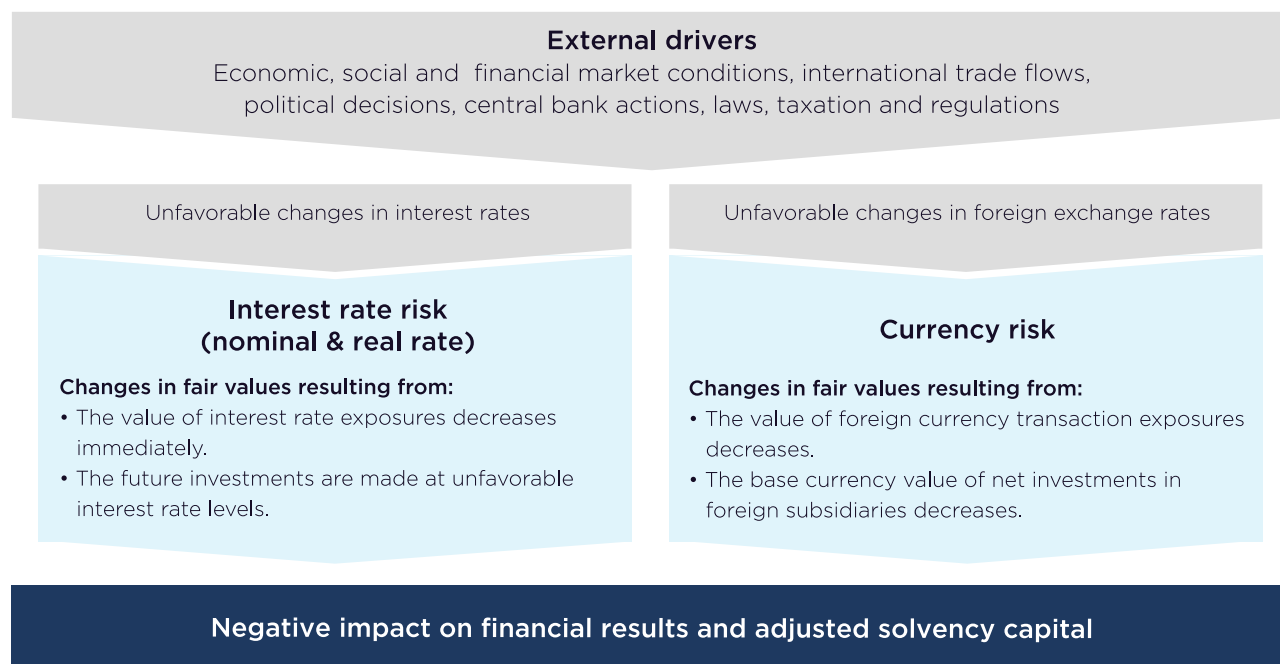 External drivers
Economic, social and financial market conditions, international trade flows,
political decisions, central bank actions, laws, taxation and regulations
Unfavorable changes in interest rates
Interest rate risk
(nominal & real rate)
Changes in fair values resulting from:
• The value of interest rate exposures decreases
immediately.
• The future investments are made at unfavorable
interest rate levels.
Unfavorable changes in foreign exchange rates
Currency risk
Changes in fair values resulting from:
• The value of foreign currency transaction exposures
decreases.
• The base currency value of net investments in
foreign subsidiaries decreases.
Negative impact on financial results and adjusted solvency capital